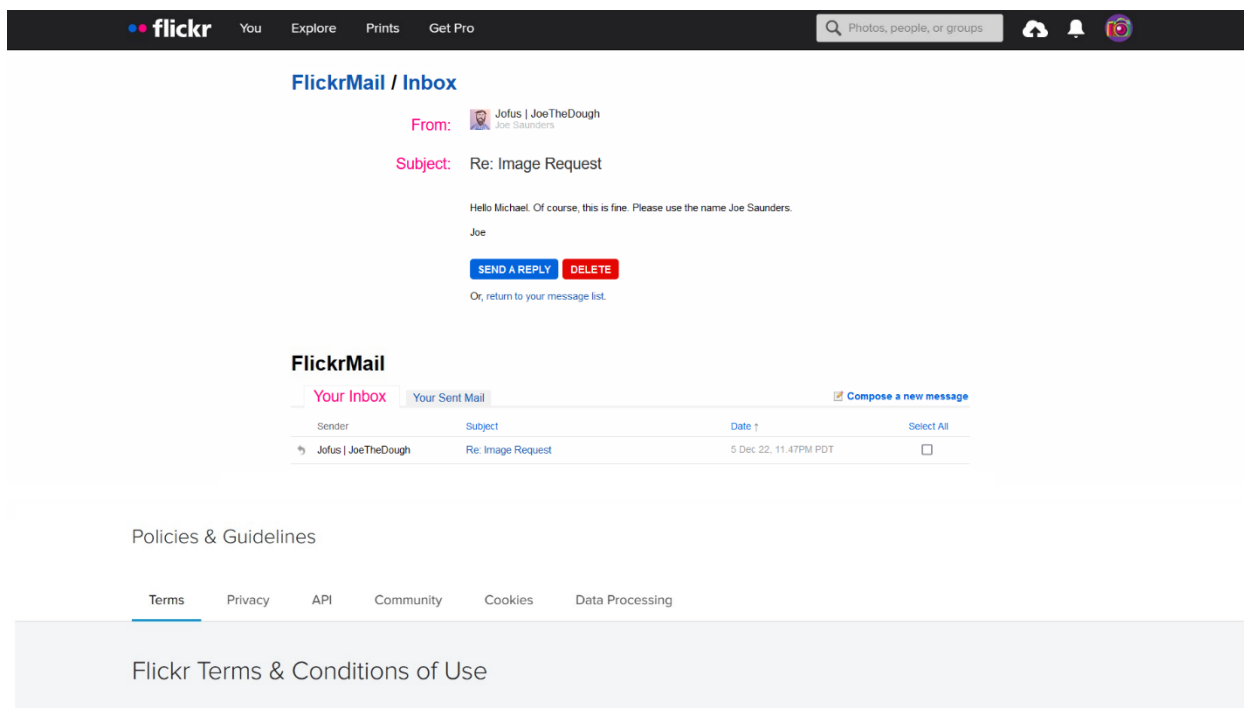 flickr You Explore Prints Get Pro Photos, people, or groups
FlickrMail / Inbox
From: Jofus | JoeTheDough
Joe Saunders
Subject: Re: Image Request
Hello Michael. Of course, this is fine. Please use the name Joe Saunders.
Joe
SEND A REPLY DELETE
Or, return to your message list.
FlickrMail
Your Inbox Your Sent Mail Compose a new message
Sender Subject Date ↑ Select All
Jofus | JoeTheDough Re: Image Request 5 Dec 22, 11.47PM PDT
Policies & Guidelines
Terms Privacy API Community Cookies Data Processing
Flickr Terms & Conditions of Use